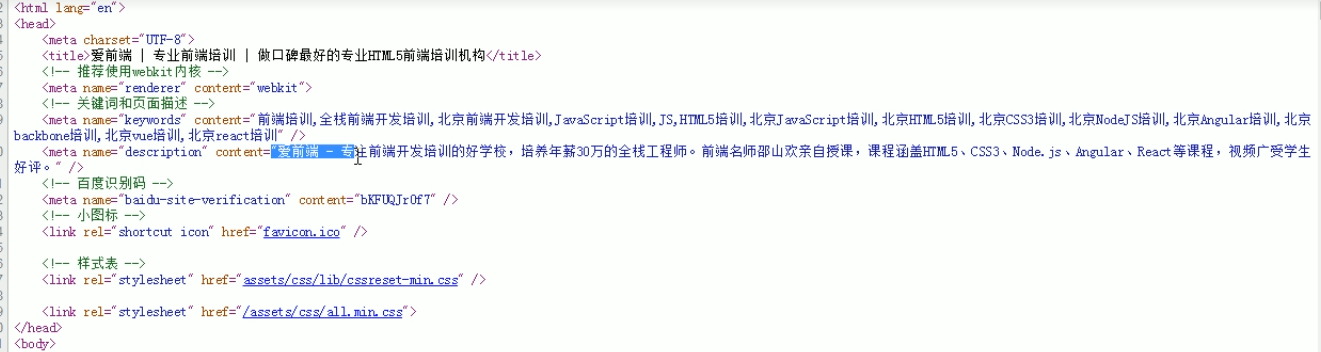 <html lang="en">
<head>
<meta charset="UTF-8">
<title>爱前端 | 专业前端培训 | 做口碑最好的专业HTML5前端培训机构</title>
<!-- 推荐使用webkit内核 -->
<meta name="renderer" content="webkit">
<!-- 关键词和页面描述 -->
<meta name="keywords" content="前端培训,全栈前端开发培训,北京前端开发培训,JavaScript培训,JS,HTML5培训,北京JavaScript培训,北京HTML5培训,北京CSS3培训,北京NodeJS培训,北京Angular培训,北京
backbone培训,北京vue培训,北京react培训" />
<meta name="description" content="爱前端 - 专注前端开发培训的好学校，培养年薪30万的全栈工程师。前端名师邵山欢亲自授课，课程涵盖HTML5、CSS3、Node.js、Angular、React等课程，视频广受学生
好评。" />
<!-- 百度识别码 -->
<meta name="baidu-site-verification" content="bKFUQJrOf7" />
<!-- 小图标 -->
<link rel="shortcut icon" href="favicon.ico" />
<!-- 样式表 -->
<link rel="stylesheet" href="assets/css/lib/cssreset-min.css" />
<link rel="stylesheet" href="/assets/css/all.min.css">
</head>
<body>